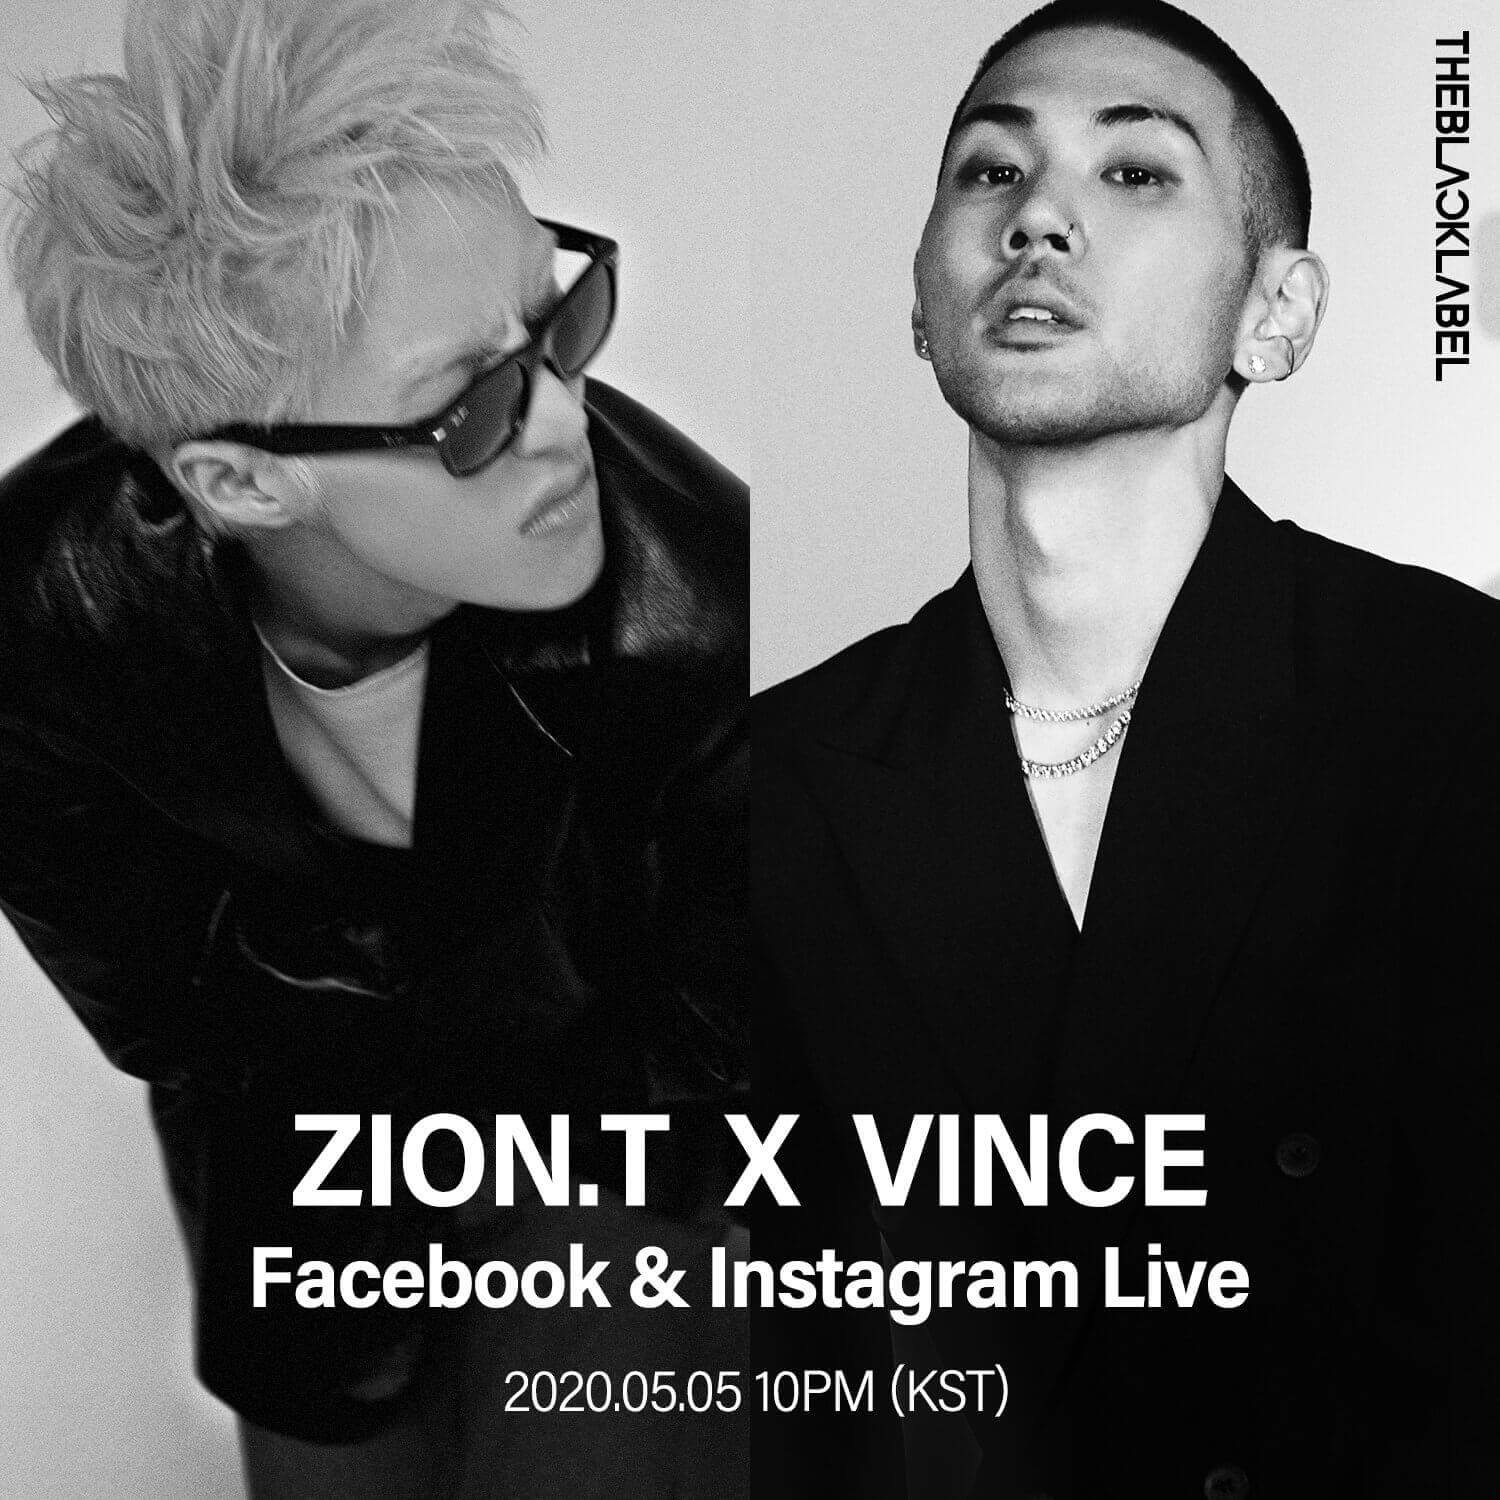 THEBLACKLABEL
ZION.T X VINCE
Facebook & Instagram Live
2020.05.05 10PM (KST)